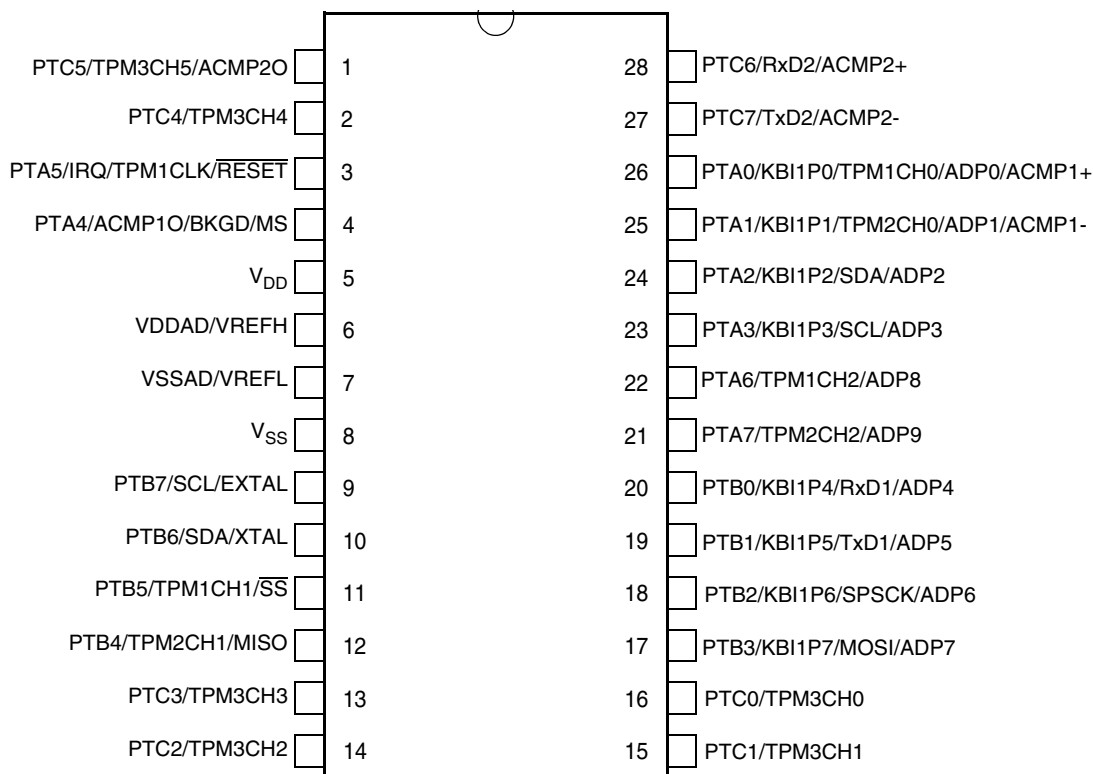 PTC5/TPM3CH5/ACMP2O 1 28 PTC6/RxD2/ACMP2+
PTC4/TPM3CH4 2 27 PTC7/TxD2/ACMP2-
PTA5/IRQ/TPM1CLK/RESET 3 26 PTA0/KBI1P0/TPM1CH0/ADP0/ACMP1+
PTA4/ACMP1O/BKGD/MS 4 25 PTA1/KBI1P1/TPM2CH0/ADP1/ACMP1-
VDD 5 24 PTA2/KBI1P2/SDA/ADP2
VDDAD/VREFH 6 23 PTA3/KBI1P3/SCL/ADP3
VSSAD/VREFL 7 22 PTA6/TPM1CH2/ADP8
VSS 8 21 PTA7/TPM2CH2/ADP9
PTB7/SCL/EXTAL 9 20 PTB0/KBI1P4/RxD1/ADP4
PTB6/SDA/XTAL 10 19 PTB1/KBI1P5/TxD1/ADP5
PTB5/TPM1CH1/SS 11 18 PTB2/KBI1P6/SPSCK/ADP6
PTB4/TPM2CH1/MISO 12 17 PTB3/KBI1P7/MOSI/ADP7
PTC3/TPM3CH3 13 16 PTC0/TPM3CH0
PTC2/TPM3CH2 14 15 PTC1/TPM3CH1